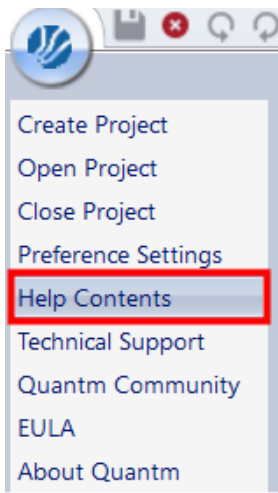 Create Project
Open Project
Close Project
Preference Settings
Help Contents
Technical Support
Quantm Community
EULA
About Quantm